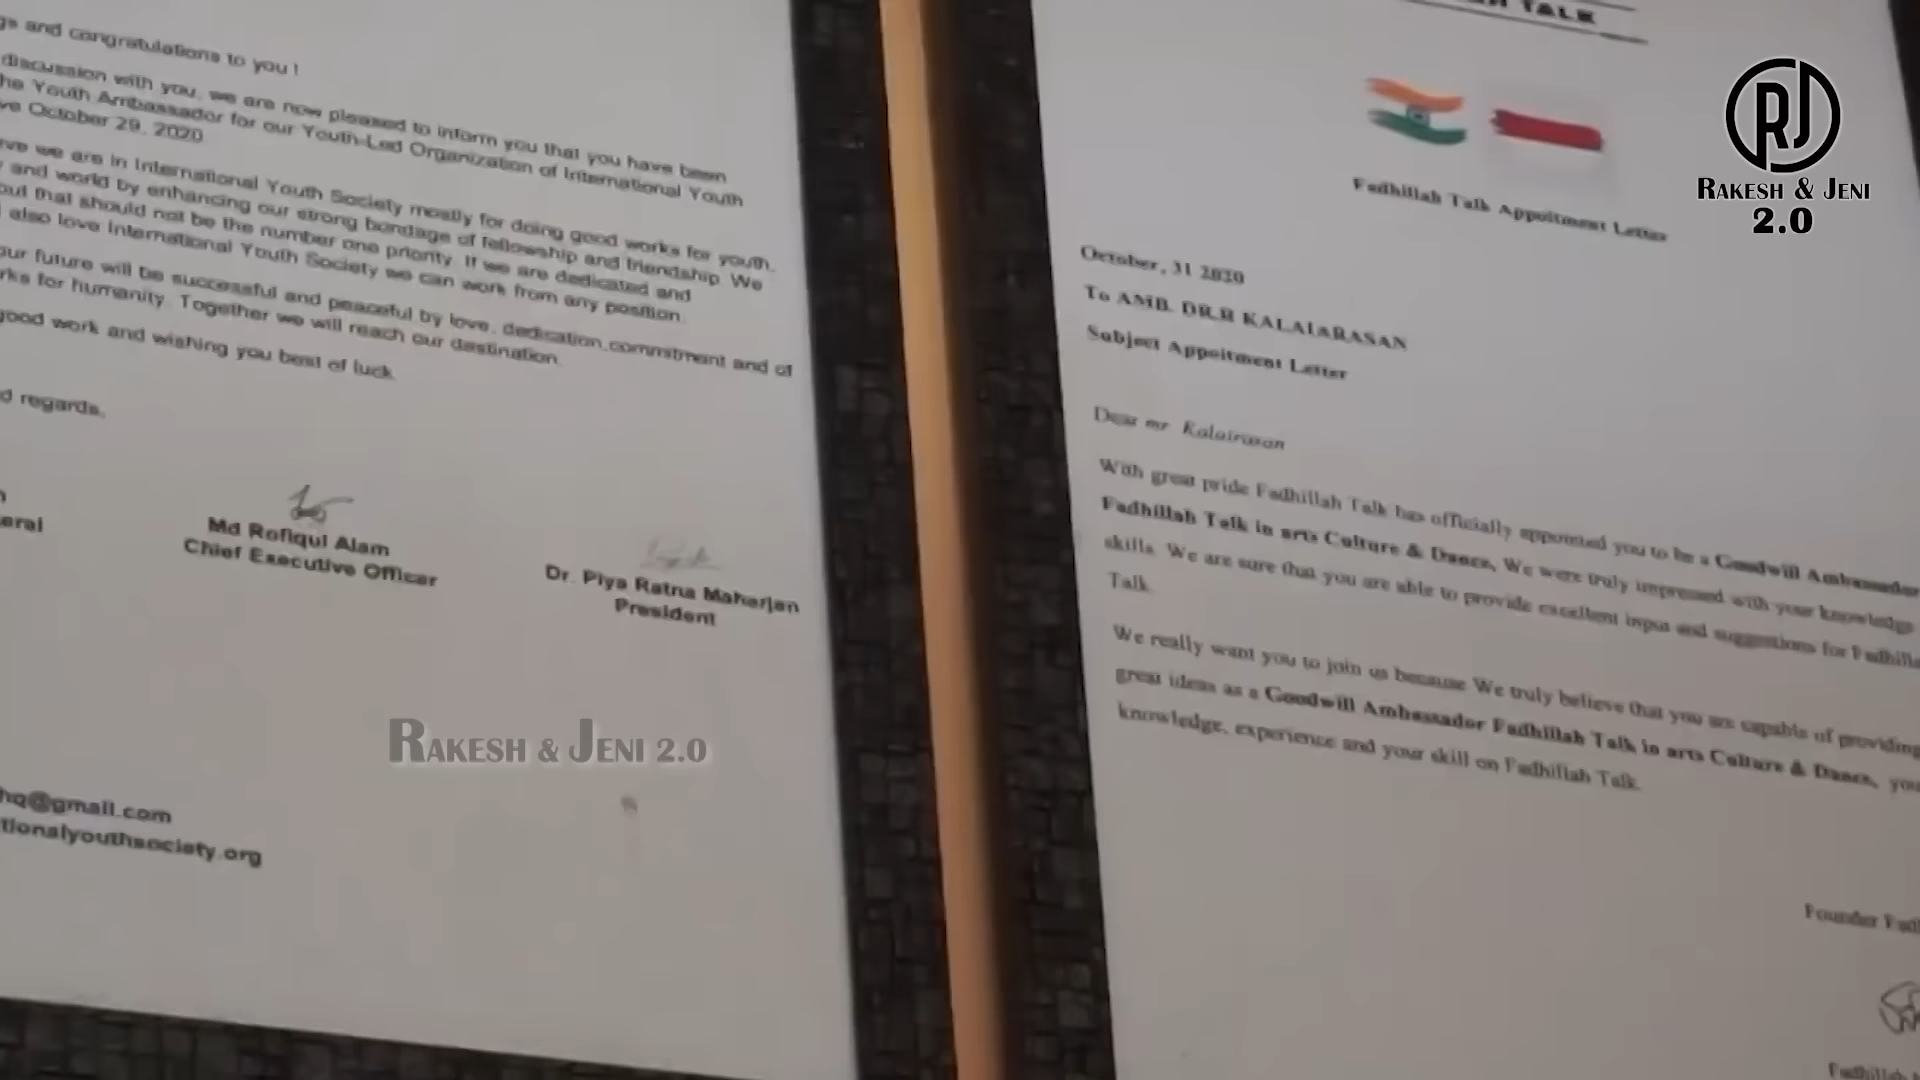 gs and congratulations to you !
discussion with you, we are now pleased to inform you that you have been
he Youth Ambassador for our Youth-Led Organization of International Youth
ve October 29, 2020
ve we are in International Youth Society mostly for doing good works for youth,
and world by enhancing our strong bondage of fellowship and friendship. We
but that should not be the number one priority. If we are dedicated and
also love International Youth Society we can work from any position.
our future will be successful and peaceful by love, dedication, commitment and of
rks for humanity. Together we will reach our destination.
good work and wishing you best of luck.
d regards,
eral
Md Rofiqul Alam
Chief Executive Officer
Dr. Piya Ratna Maharjan
President
hq@gmail.com
tionalyouthsociety.org
RAKESH & JENI 2.0
TALK
Fadhillah Talk Appoitment Letter
October, 31 2020
To AMB. DR.R KALAIARASAN
Subject Appoitment Letter
Dear mr Kalairasan
With great pride Fadhillah Talk has officially appointed you to be a Goodwill Ambassador
Fadhillah Talk in arts Culture & Dance, We were truly impressed with your knowledge
skills. We are sure that you are able to provide excellent input and suggestions for Fadhilla
Talk.
We really want you to join us because We truly believe that you are capable of providing
great ideas as a Goodwill Ambassador Fadhillah Talk in arts Culture & Dance, you
knowledge, experience and your skill on Fadhillah Talk.
Founder Fad
Fadhillah
RJ
RAKESH & JENI
2.0